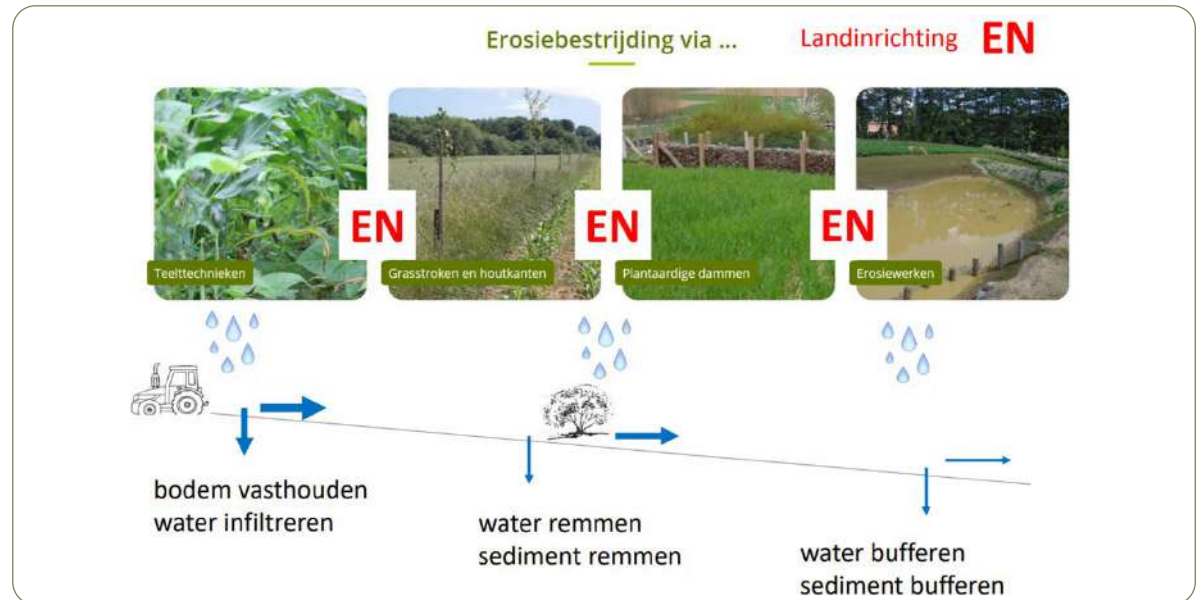 Erosiebestrijding via ...
Landinrichting EN
EN
EN
EN
Teelttechnieken
Grasstroken en houtkanten
Plantaardige dammen
Erosiewerken
bodem vasthouden
water infiltreren
water remmen
sediment remmen
water bufferen
sediment bufferen